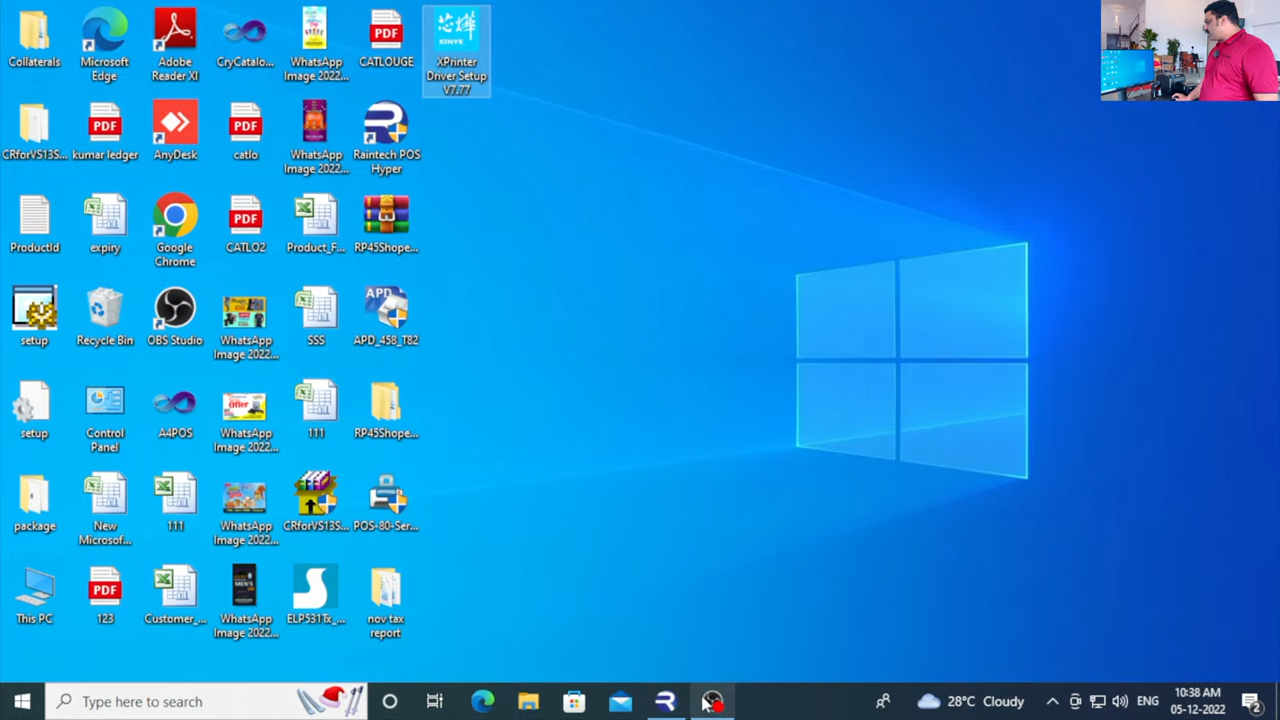 Collaterals
Microsoft Edge
Adobe Reader XI
CryCatalo...
WhatsApp Image 2022...
CATLOUGE
芯烨 XINYE
XPrinter Driver Setup V7.77
CRforVS13S...
kumar ledger
AnyDesk
catlo
WhatsApp Image 2022...
Raintech POS Hyper
ProductId
expiry
Google Chrome
CATLO2
Product_F...
RP45Shope...
setup
Recycle Bin
OBS Studio
WhatsApp Image 2022...
SSS
APD
APD_458_T82
setup
Control Panel
A4POS
WhatsApp Image 2022...
111
RP45Shope...
package
New Microsof...
111
WhatsApp Image 2022...
CRforVS13S...
POS-80-Ser...
This PC
123
Customer_...
WhatsApp Image 2022...
ELP531Tx_...
nov tax report
PDF
PDF
PDF
PDF
PDF
Type here to search
28°C Cloudy
ENG
10:38 AM
05-12-2022
2